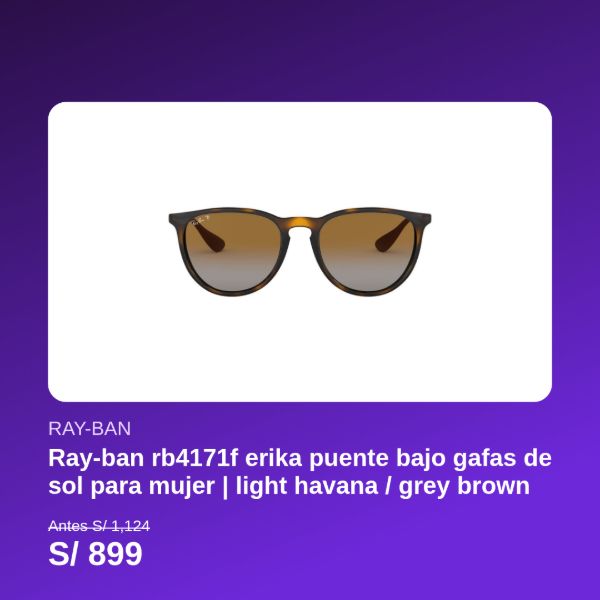 RAY-BAN
Ray-ban rb4171f erika puente bajo gafas de
sol para mujer | light havana / grey brown
Antes S/ 1,124
S/ 899